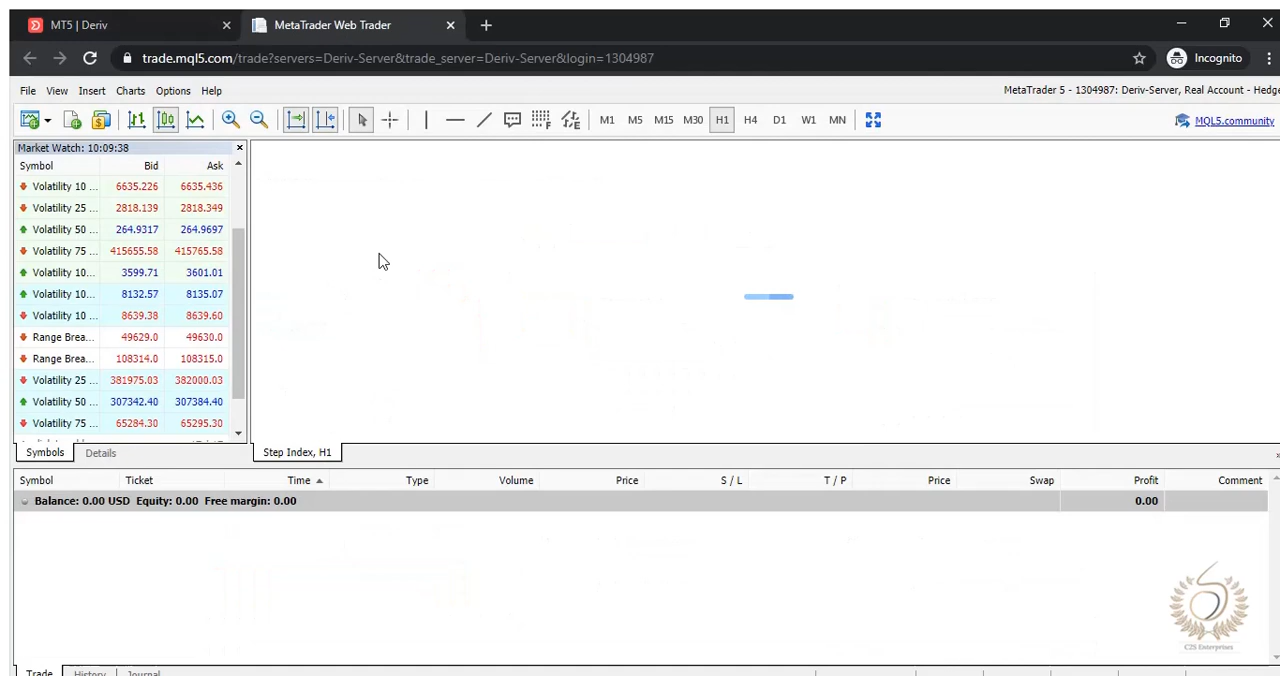 MT5 | Deriv
MetaTrader Web Trader
trade.mql5.com/trade?servers=Deriv-Server&trade_server=Deriv-Server&login=1304987
Incognito
File View Insert Charts Options Help
MetaTrader 5 - 1304987: Deriv-Server, Real Account - Hedge
M1 M5 M15 M30 H1 H4 D1 W1 MN
MQL5.community
Market Watch: 10:09:38
Symbol Bid Ask
Volatility 10 ... 6635.226 6635.436
Volatility 25 ... 2818.139 2818.349
Volatility 50 ... 264.9317 264.9697
Volatility 75 ... 415655.58 415765.58
Volatility 10... 3599.71 3601.01
Volatility 10... 8132.57 8135.07
Volatility 10 ... 8639.38 8639.60
Range Brea... 49629.0 49630.0
Range Brea... 108314.0 108315.0
Volatility 25 ... 381975.03 382000.03
Volatility 50 ... 307342.40 307384.40
Volatility 75 ... 65284.30 65295.30
Symbols Details
Step Index, H1
Symbol Ticket Time Type Volume Price S / L T / P Price Swap Profit Comment
Balance: 0.00 USD Equity: 0.00 Free margin: 0.00 0.00
C2S Enterprises
Trade History Journal